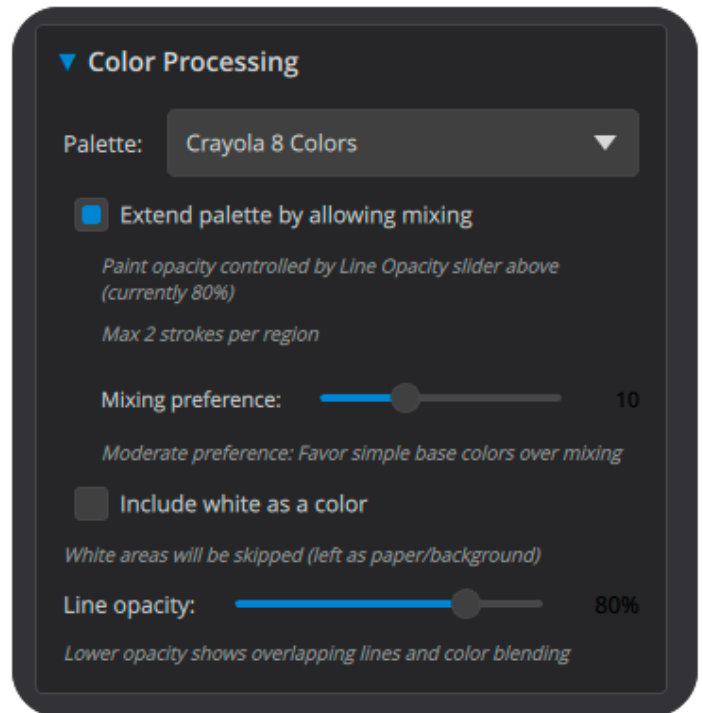 Color Processing
Palette: Crayola 8 Colors
Extend palette by allowing mixing
Paint opacity controlled by Line Opacity slider above
(currently 80%)
Max 2 strokes per region
Mixing preference: 10
Moderate preference: Favor simple base colors over mixing
Include white as a color
White areas will be skipped (left as paper/background)
Line opacity: 80%
Lower opacity shows overlapping lines and color blending